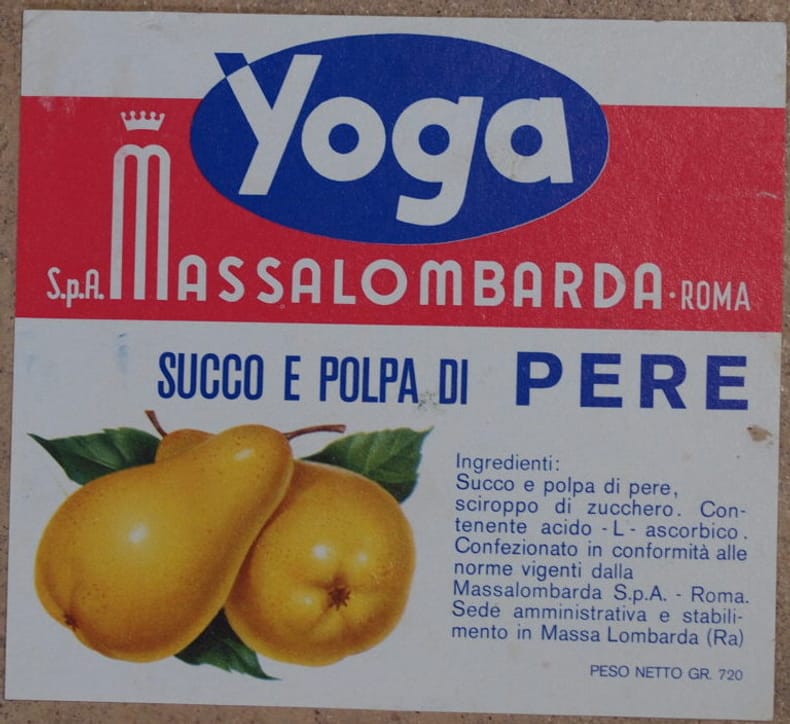 Yoga
S.p.A. MASSALOMBARDA·ROMA
SUCCO E POLPA DI PERE
Ingredienti:
Succo e polpa di pere,
sciroppo di zucchero. Con-
tenente acido - L - ascorbico.
Confezionato in conformità alle
norme vigenti dalla
Massalombarda S.p.A. - Roma.
Sede amministrativa e stabili-
mento in Massa Lombarda (Ra)
PESO NETTO GR. 720